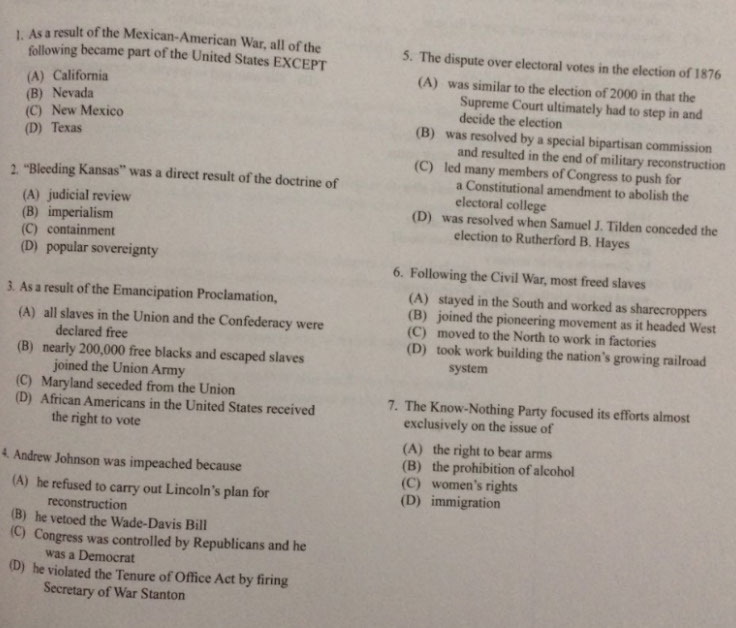 1. As a result of the Mexican-American War, all of the
following became part of the United States EXCEPT
(A) California
(B) Nevada
(C) New Mexico
(D) Texas
2. “Bleeding Kansas” was a direct result of the doctrine of
(A) judicial review
(B) imperialism
(C) containment
(D) popular sovereignty
3. As a result of the Emancipation Proclamation,
(A) all slaves in the Union and the Confederacy were
declared free
(B) nearly 200,000 free blacks and escaped slaves
joined the Union Army
(C) Maryland seceded from the Union
(D) African Americans in the United States received
the right to vote
4. Andrew Johnson was impeached because
(A) he refused to carry out Lincoln’s plan for
reconstruction
(B) he vetoed the Wade-Davis Bill
(C) Congress was controlled by Republicans and he
was a Democrat
(D) he violated the Tenure of Office Act by firing
Secretary of War Stanton
5. The dispute over electoral votes in the election of 1876
(A) was similar to the election of 2000 in that the
Supreme Court ultimately had to step in and
decide the election
(B) was resolved by a special bipartisan commission
and resulted in the end of military reconstruction
(C) led many members of Congress to push for
a Constitutional amendment to abolish the
electoral college
(D) was resolved when Samuel J. Tilden conceded the
election to Rutherford B. Hayes
6. Following the Civil War, most freed slaves
(A) stayed in the South and worked as sharecroppers
(B) joined the pioneering movement as it headed West
(C) moved to the North to work in factories
(D) took work building the nation’s growing railroad
system
7. The Know-Nothing Party focused its efforts almost
exclusively on the issue of
(A) the right to bear arms
(B) the prohibition of alcohol
(C) women’s rights
(D) immigration